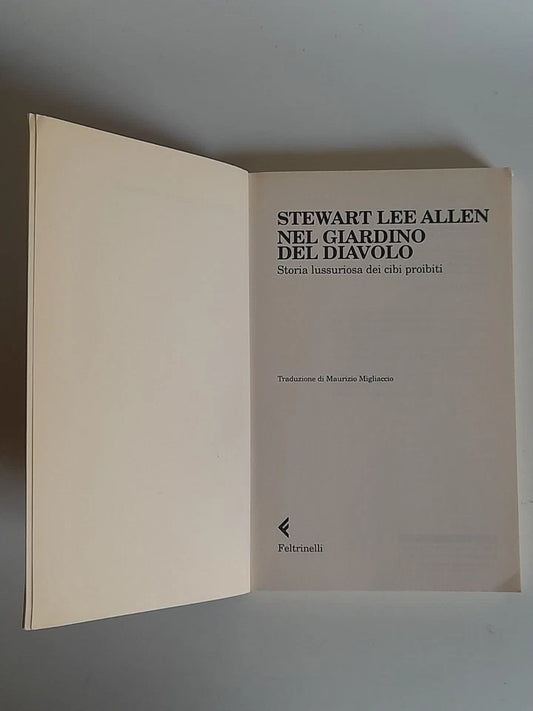 STEWART LEE ALLEN
NEL GIARDINO
DEL DIAVOLO
Storia lussuriosa dei cibi proibiti
Traduzione di Maurizio Migliaccio
Feltrinelli